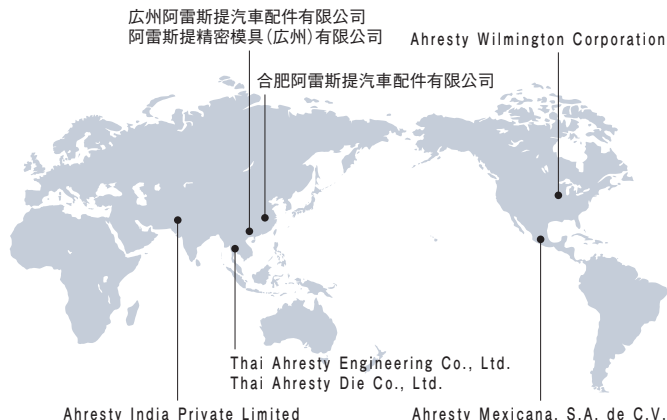 広州阿雷斯提汽車配件有限公司
阿雷斯提精密模具(広州)有限公司
Ahresty Wilmington Corporation
合肥阿雷斯提汽車配件有限公司
Thai Ahresty Engineering Co., Ltd.
Thai Ahresty Die Co., Ltd.
Ahresty India Private Limited
Ahresty Mexicana, S.A. de C.V.